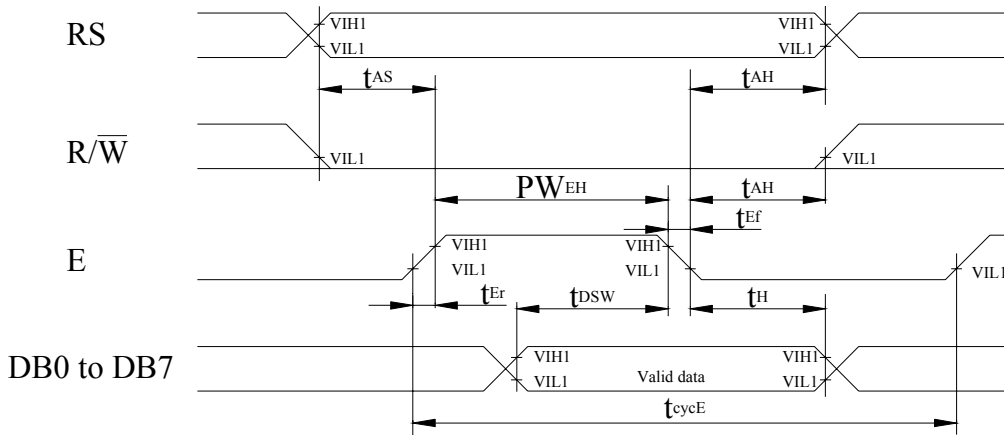 RS
VIH1
VIL1
VIH1
VIL1
tAS
tAH
R/W̅
VIL1
VIL1
PWEH
tAH
tEf
E
VIH1
VIL1
VIH1
VIL1
VIL1
tEr
tDSW
tH
DB0 to DB7
VIH1
VIL1
Valid data
VIH1
VIL1
tcycE